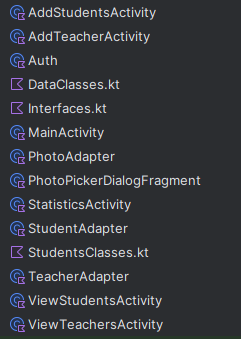 AddStudentsActivity
AddTeacherActivity
Auth
DataClasses.kt
Interfaces.kt
MainActivity
PhotoAdapter
PhotoPickerDialogFragment
StatisticsActivity
StudentAdapter
StudentsClasses.kt
TeacherAdapter
ViewStudentsActivity
ViewTeachersActivity